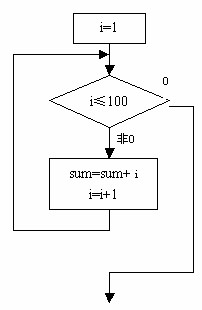 i=1
0
i≤100
非0
sum=sum+ i
i=i+1